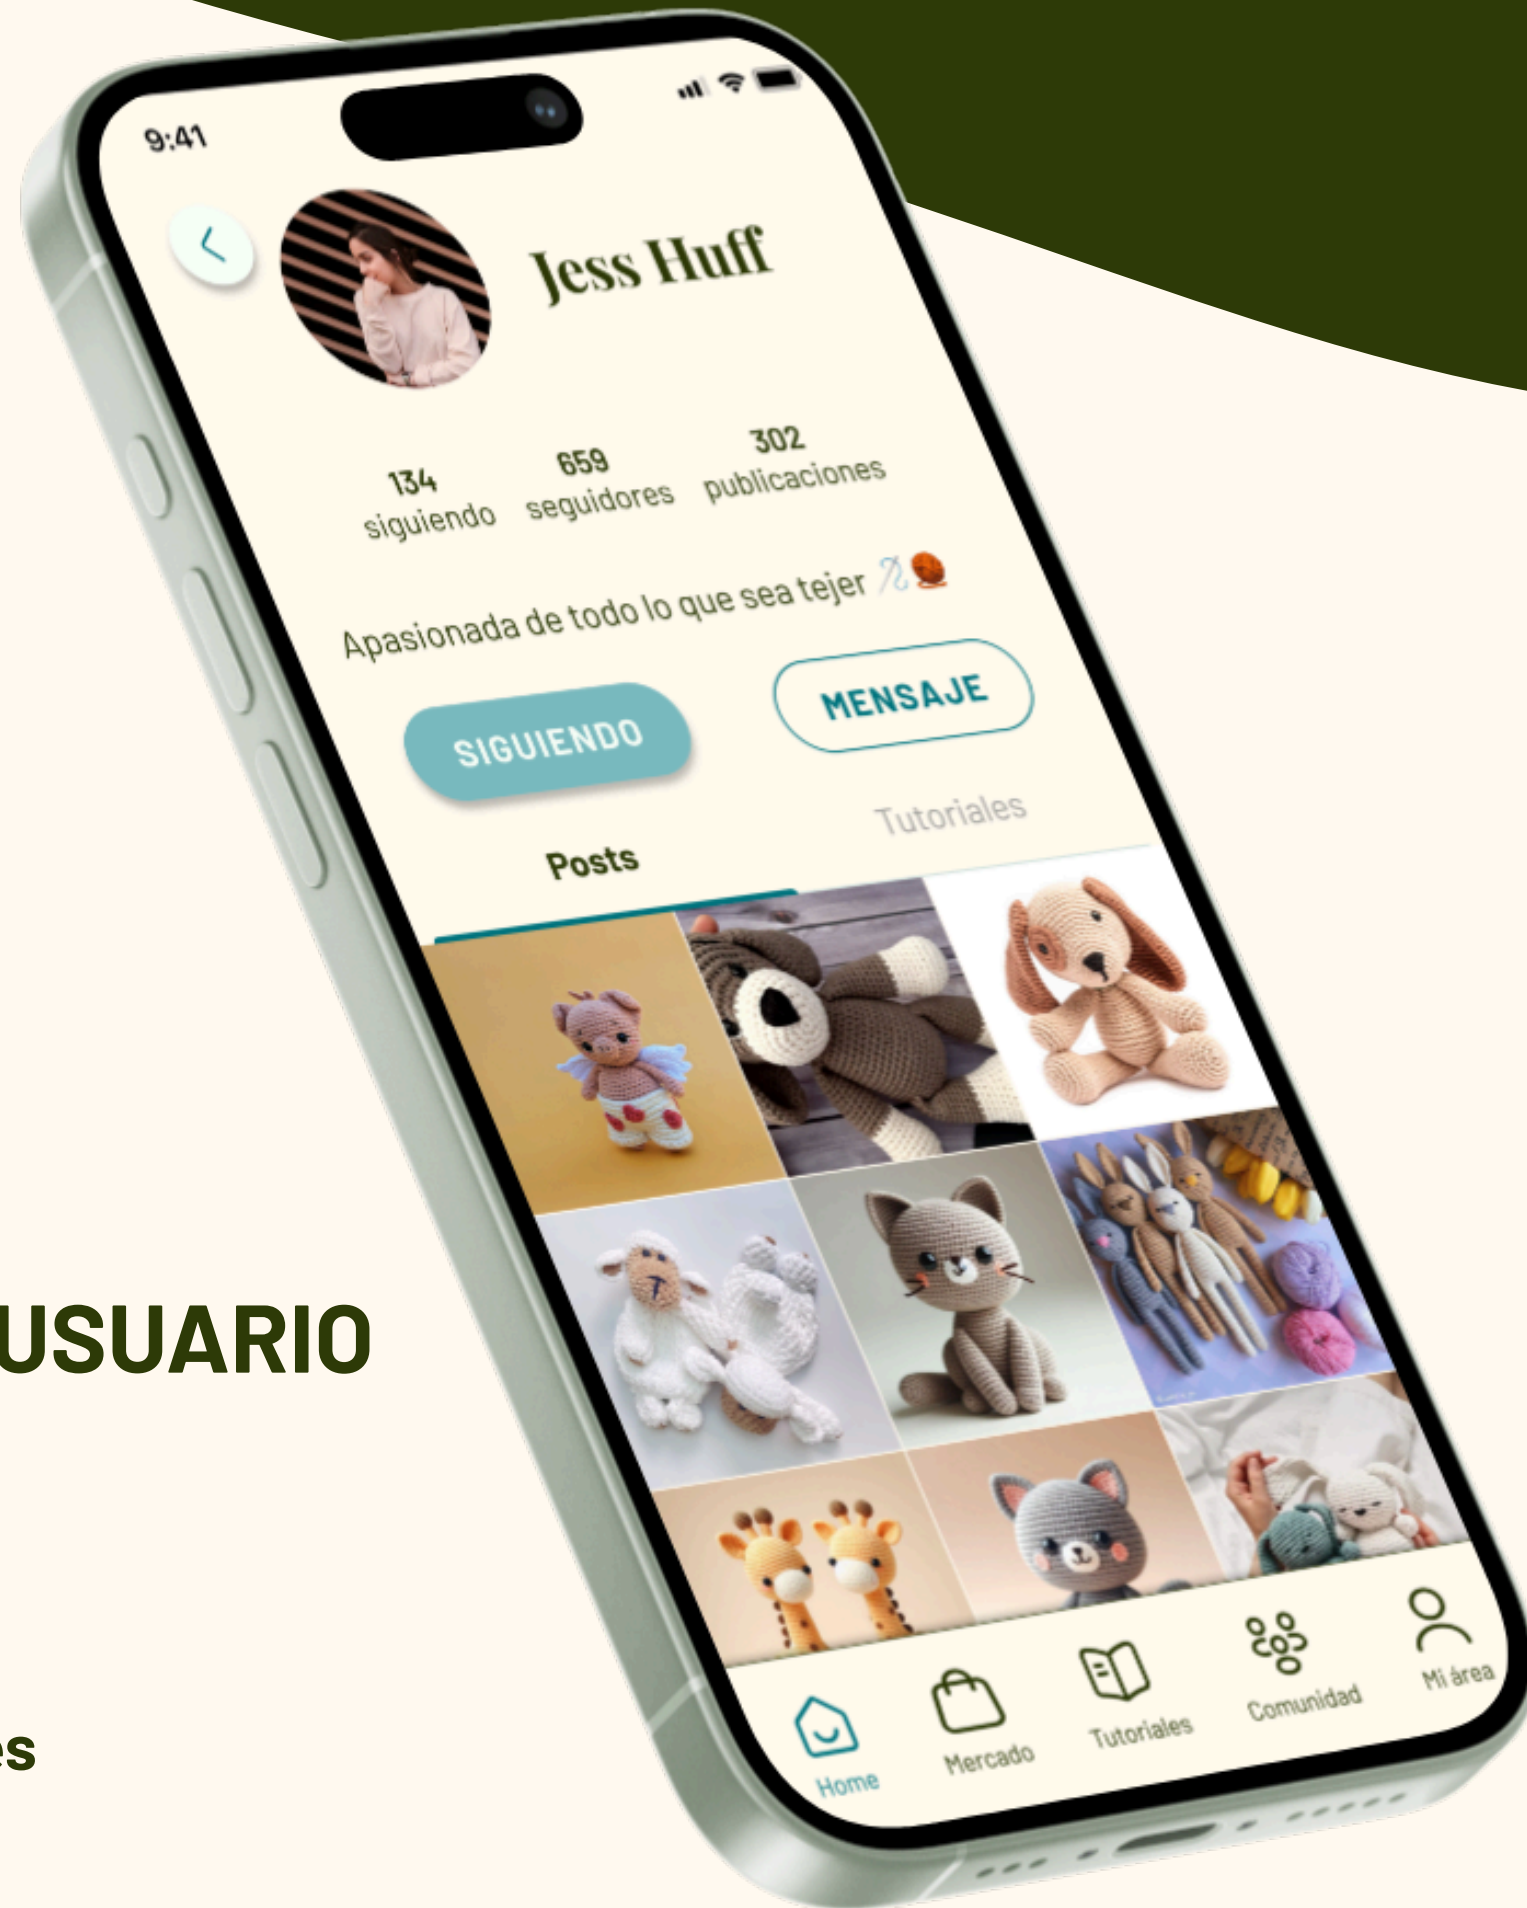 9:41
Jess Huff
134
siguiendo
659
seguidores
302
publicaciones
Apasionada de todo lo que sea tejer
SIGUIENDO
MENSAJE
Posts
Tutoriales
USUARIO
es
Home
Mercado
Tutoriales
Comunidad
Mi área